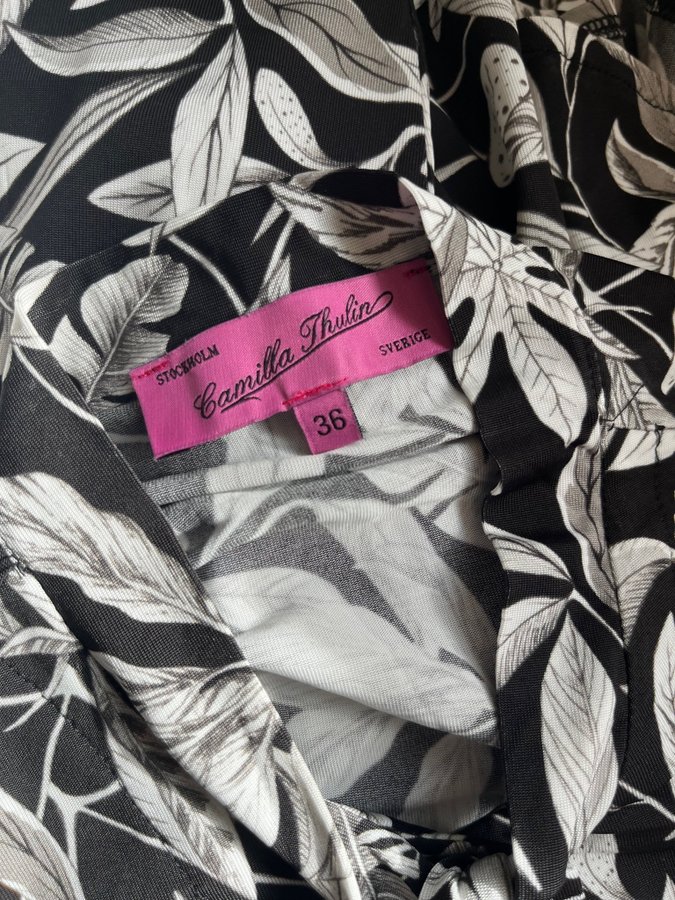 STOCKHOLM
Camilla Thulin
SVERIGE
36